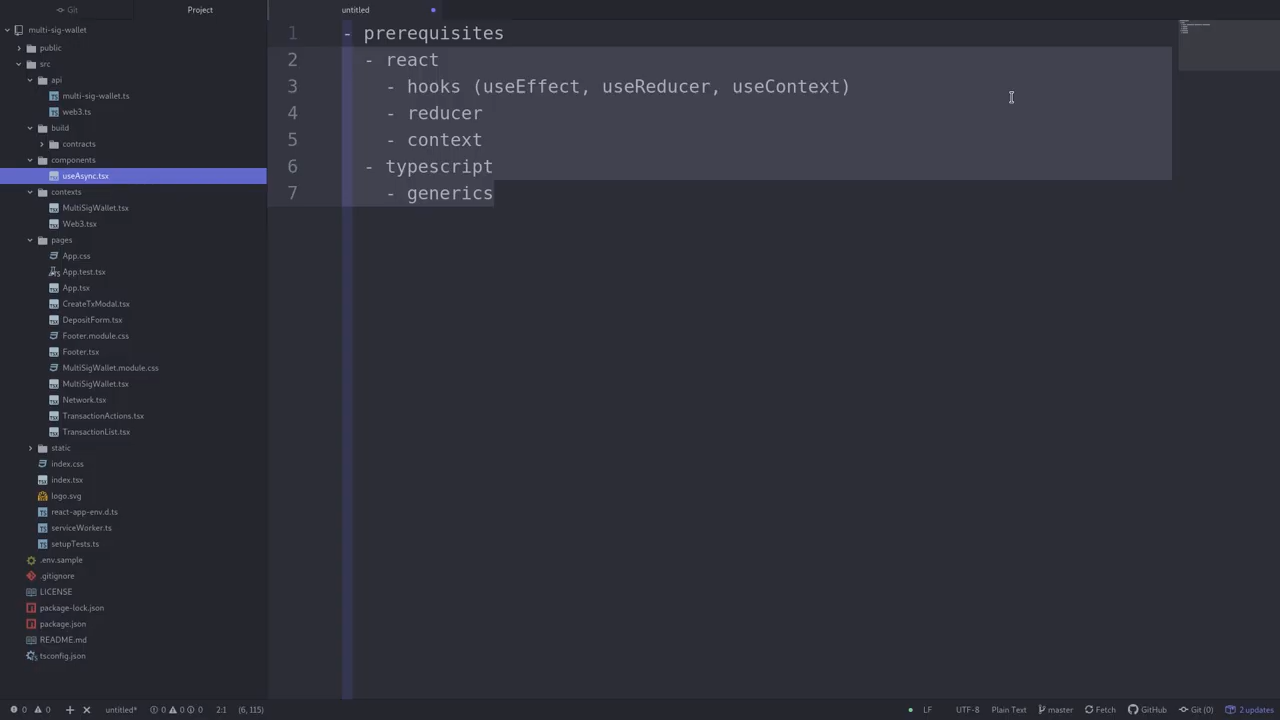 Git
Project
untitled
multi-sig-wallet
public
src
api
multi-sig-wallet.ts
web3.ts
build
contracts
components
useAsync.tsx
contexts
MultiSigWallet.tsx
Web3.tsx
pages
App.css
App.test.tsx
App.tsx
CreateTxModal.tsx
DepositForm.tsx
Footer.module.css
Footer.tsx
MultiSigWallet.module.css
MultiSigWallet.tsx
Network.tsx
TransactionActions.tsx
TransactionList.tsx
static
index.css
index.tsx
logo.svg
react-app-env.d.ts
serviceWorker.ts
setupTests.ts
.env.sample
.gitignore
LICENSE
package-lock.json
package.json
README.md
tsconfig.json
1 - prerequisites
2 - react
3 - hooks (useEffect, useReducer, useContext)
4 - reducer
5 - context
6 - typescript
7 - generics
0 0 + × untitled* 0 0 0 2:1 (6, 115) LF UTF-8 Plain Text master Fetch GitHub Git (0) 2 updates